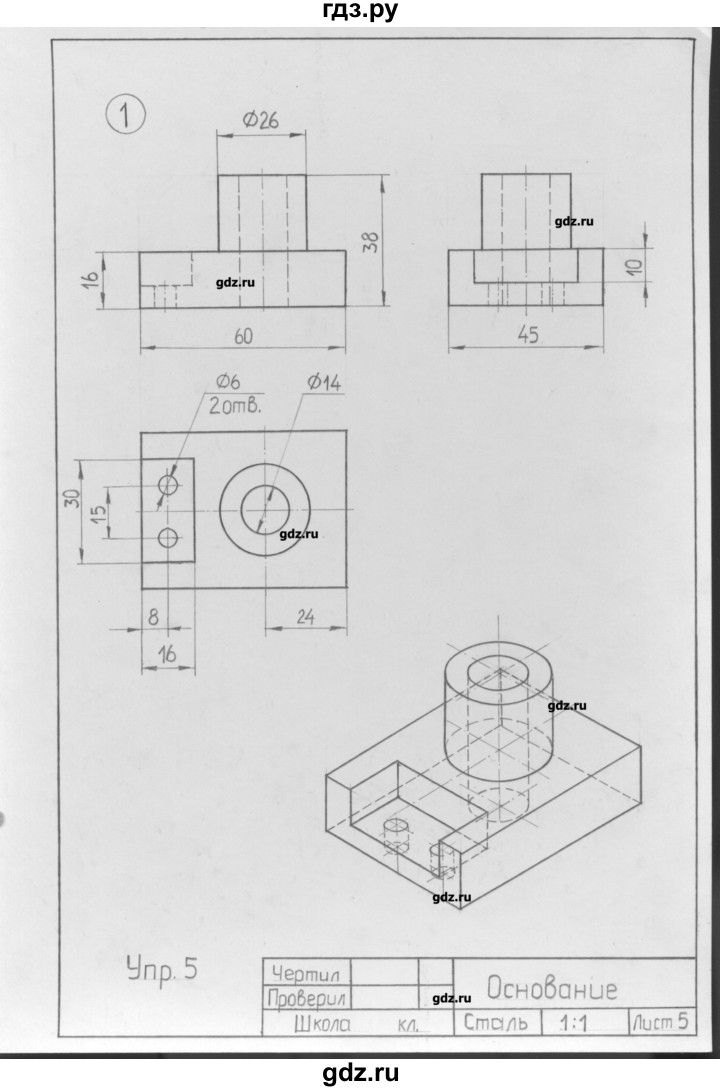 гдз.ру
1
Ø26
gdz.ru
38
16
gdz.ru
10
60
45
Ø6
2отв.
Ø14
30
15
gdz.ru
8
24
16
gdz.ru
gdz.ru
Упр. 5
Чертил
Проверил
gdz.ru
Основание
Школа кл.
Сталь
1:1
Лист 5
gdz.ru